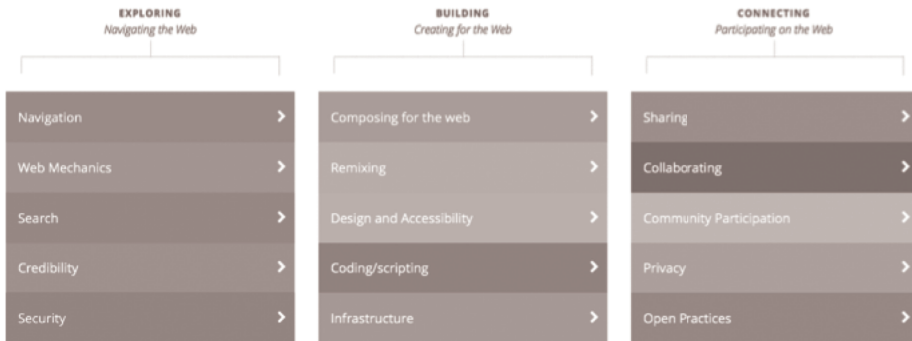 EXPLORING
Navigating the Web
Navigation
Web Mechanics
Search
Credibility
Security
BUILDING
Creating for the Web
Composing for the web
Remixing
Design and Accessibility
Coding/scripting
Infrastructure
CONNECTING
Participating on the Web
Sharing
Collaborating
Community Participation
Privacy
Open Practices